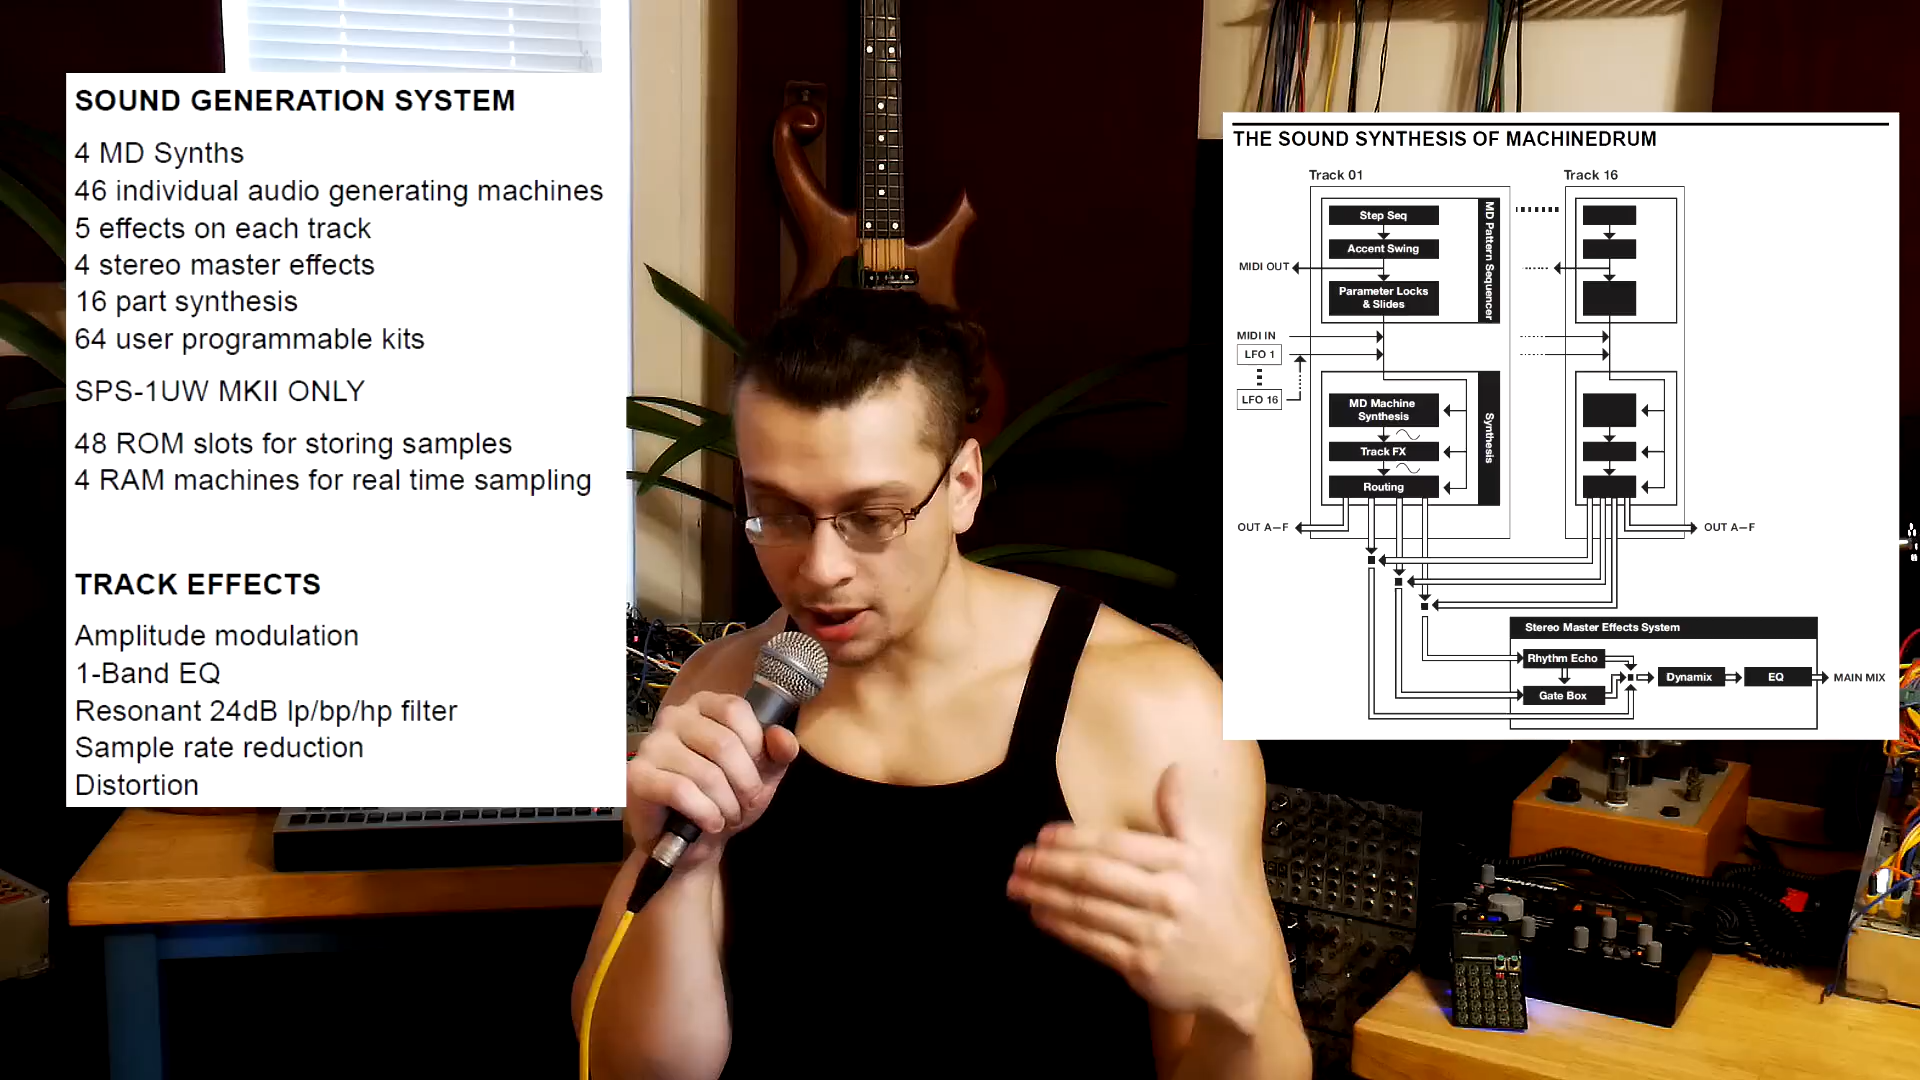 SOUND GENERATION SYSTEM
4 MD Synths
46 individual audio generating machines
5 effects on each track
4 stereo master effects
16 part synthesis
64 user programmable kits
SPS-1UW MKII ONLY
48 ROM slots for storing samples
4 RAM machines for real time sampling
TRACK EFFECTS
Amplitude modulation
1-Band EQ
Resonant 24dB lp/bp/hp filter
Sample rate reduction
Distortion
THE SOUND SYNTHESIS OF MACHINEDRUM
Track 01
Track 16
Step Seq
Accent Swing
MIDI OUT
Parameter Locks
& Slides
MD Pattern Sequencer
MIDI IN
LFO 1
LFO 16
MD Machine
Synthesis
Track FX
Routing
Synthesis
OUT A–F
OUT A–F
Stereo Master Effects System
Rhythm Echo
Gate Box
Dynamix
EQ
MAIN MIX